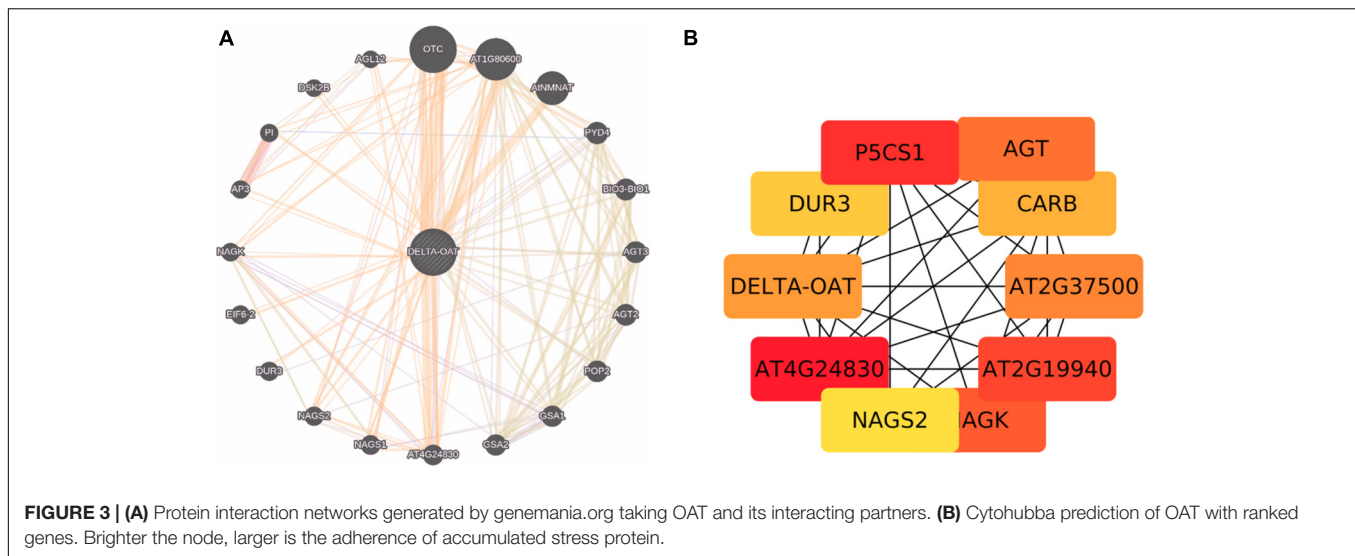 A
B
OTC
AT1G80600
AtNMNAT
PYD4
BIO3-BIO1
AGT3
AGT2
POP2
GSA1
GSA2
AT4G24830
NAGS1
NAGS2
DUR3
EIF6-2
NAGK
AP3
PI
DSK2B
AGL12
DELTA-OAT
P5CS1
AGT
DUR3
CARB
DELTA-OAT
AT2G37500
AT4G24830
AT2G19940
NAGS2
AGK
FIGURE 3 | (A) Protein interaction networks generated by genemania.org taking OAT and its interacting partners. (B) Cytohubba prediction of OAT with ranked
genes. Brighter the node, larger is the adherence of accumulated stress protein.